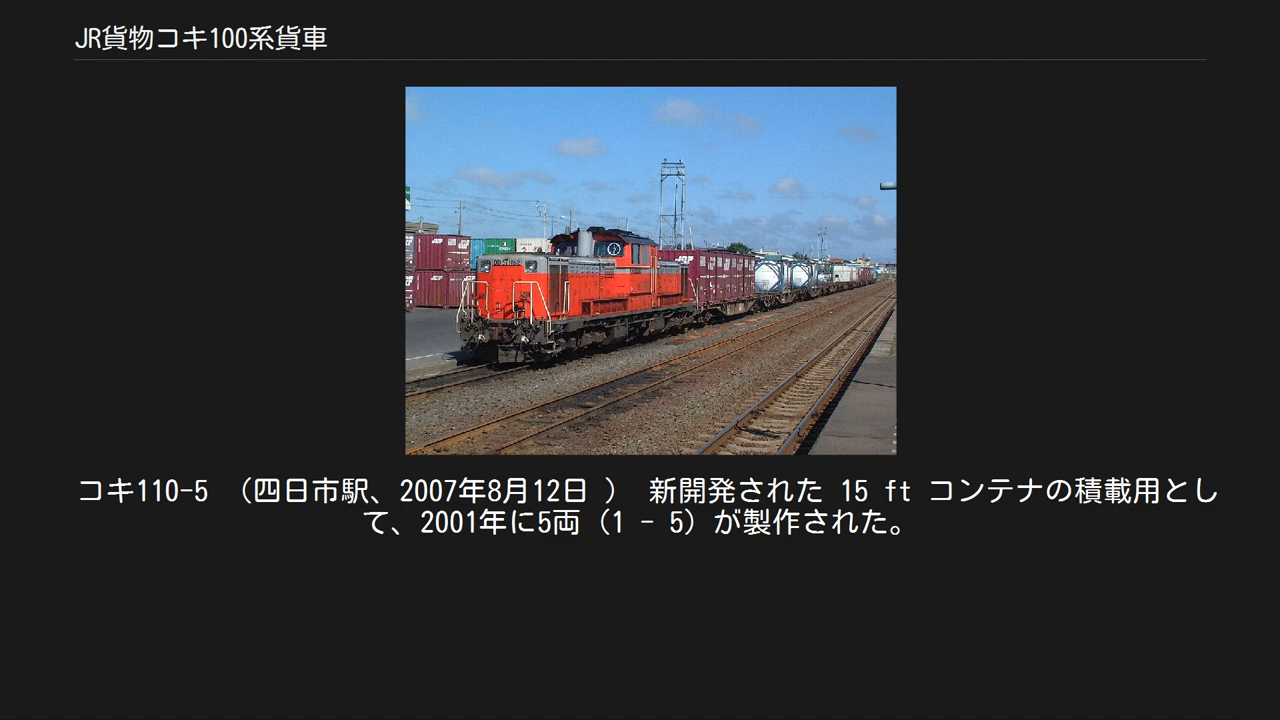 JR貨物コキ100系貨車
コキ110-5 （四日市駅、2007年8月12日 ） 新開発された 15 ft コンテナの積載用とし
て、2001年に5両（1 - 5）が製作された。